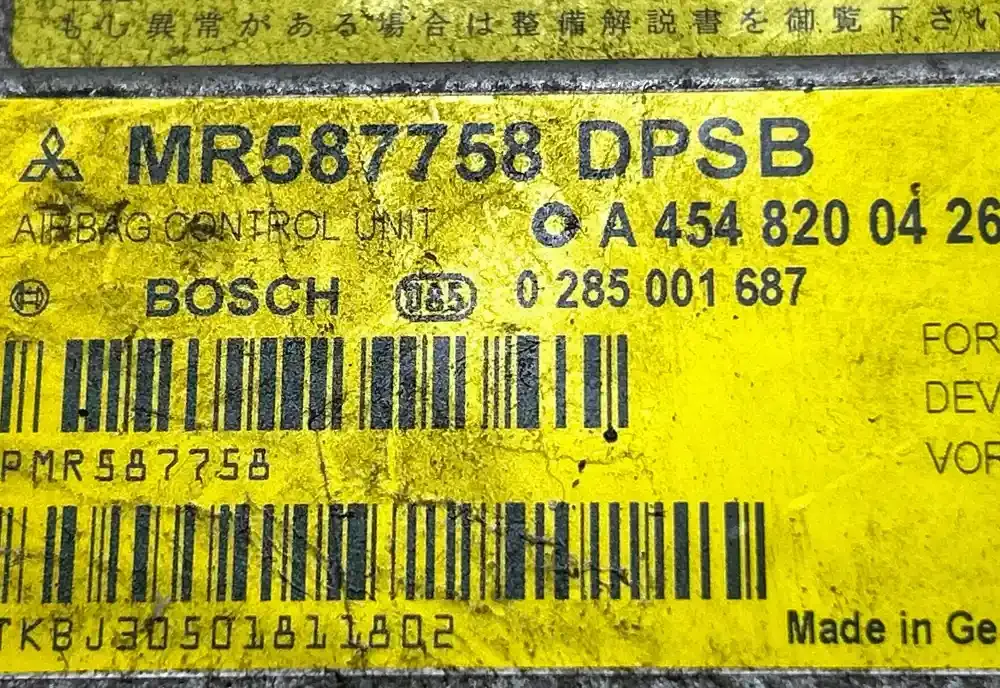 もし異常がある場合は整備解説書を御覧下さい
MR587758 DPSB
AIRBAG CONTROL UNIT A 454 820 04 26
BOSCH U85 0 285 001 687
FOR
DEV
PMR587758
VOR
TKBJ30501811802
Made in Ge